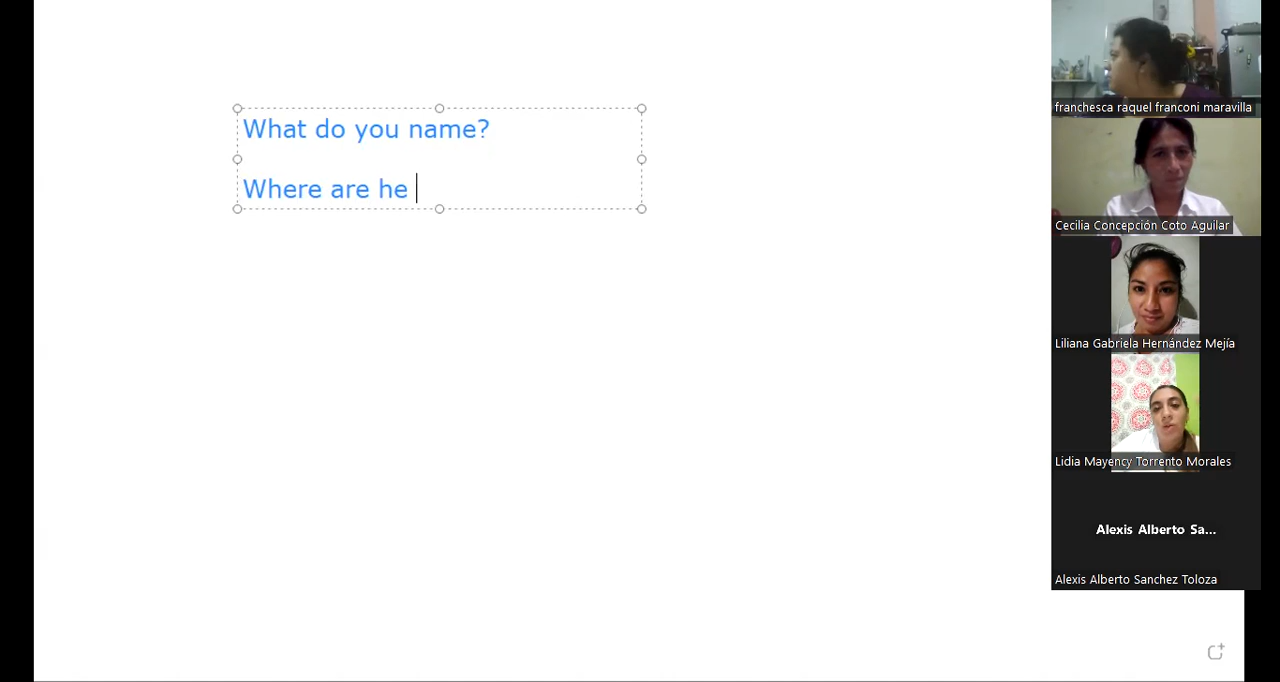 What do you name?
Where are he
franchesca raquel franconi maravilla
Cecilia Concepción Coto Aguilar
Liliana Gabriela Hernández Mejía
Lidia Mayency Torrento Morales
Alexis Alberto Sa...
Alexis Alberto Sanchez Toloza